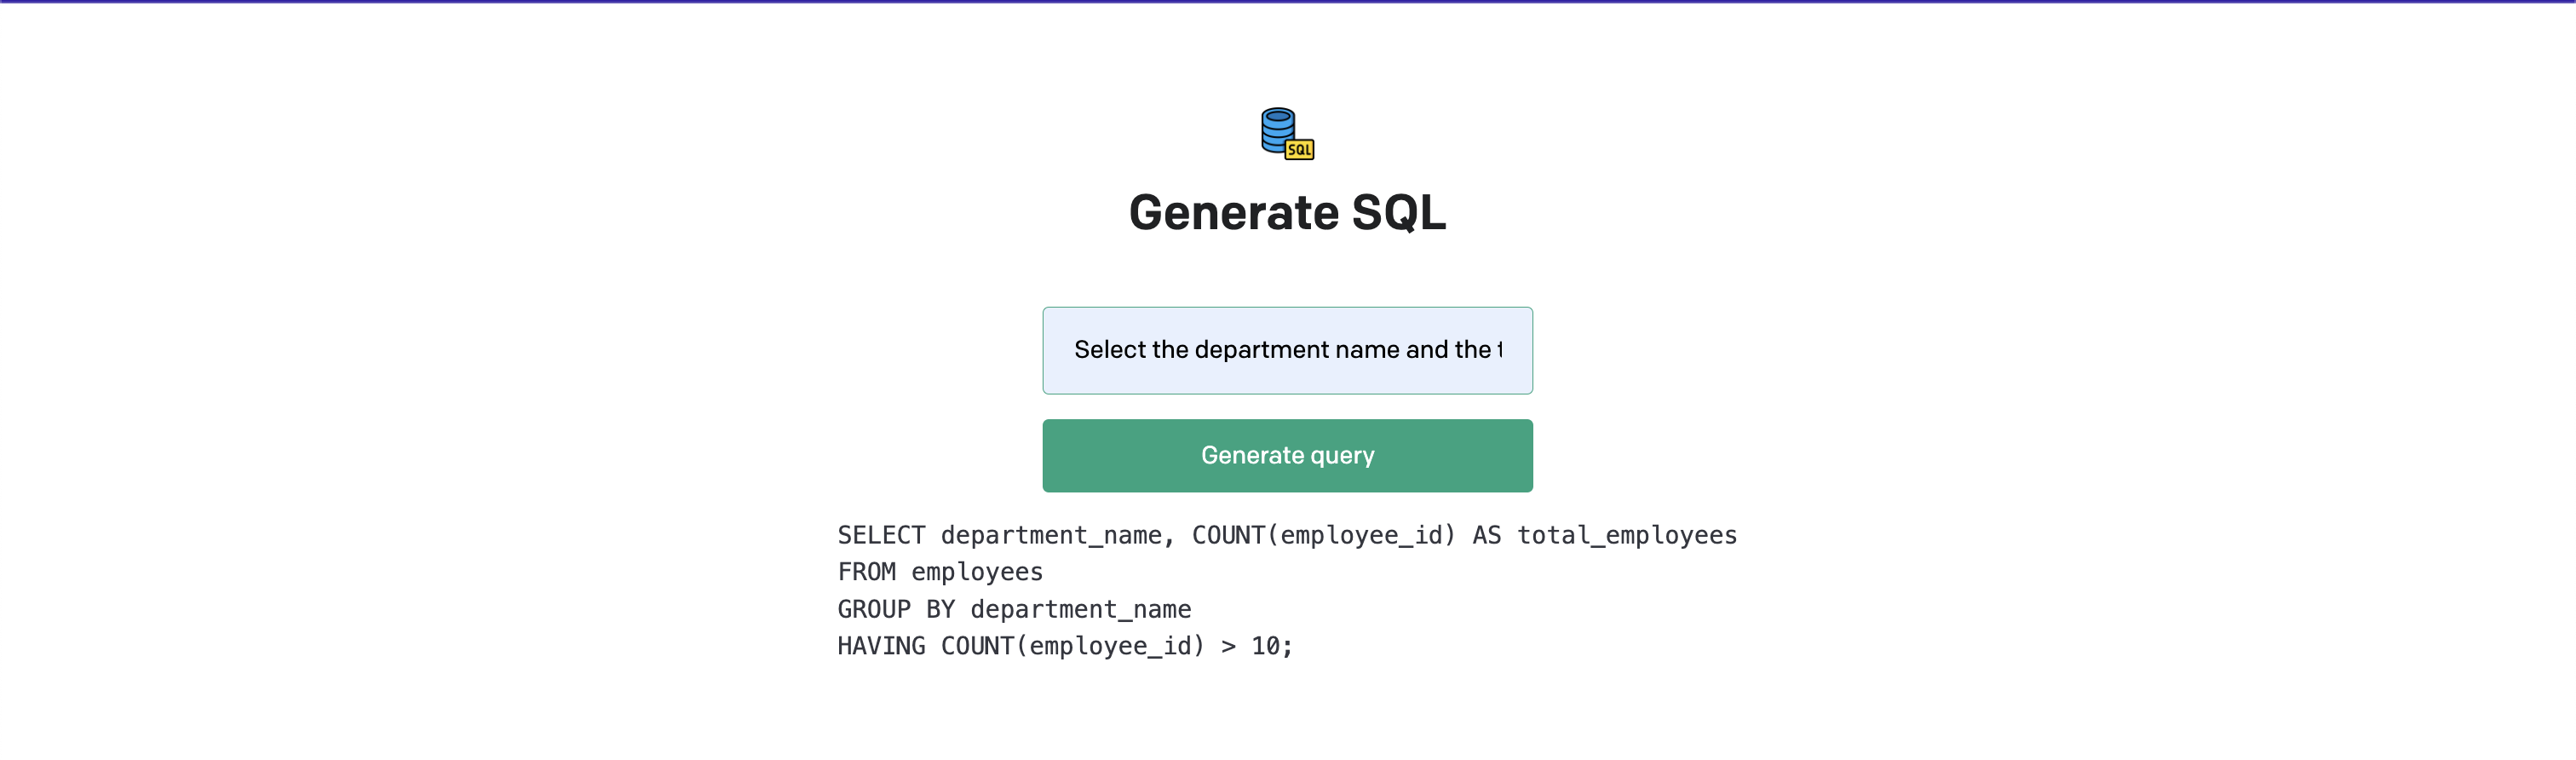 SQL
Generate SQL
Select the department name and the
Generate query
SELECT department_name, COUNT(employee_id) AS total_employees
FROM employees
GROUP BY department_name
HAVING COUNT(employee_id) > 10;